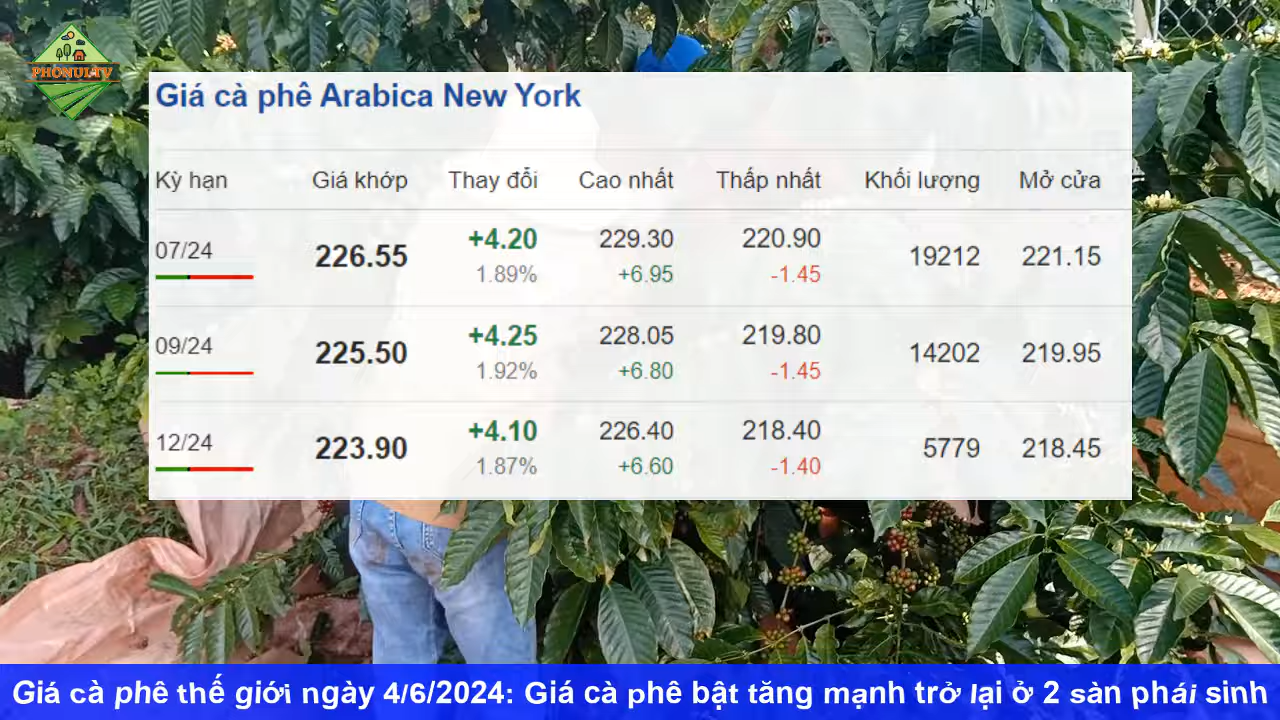 PHONUI TV
Giá cà phê Arabica New York
Kỳ hạn Giá khớp Thay đổi Cao nhất Thấp nhất Khối lượng Mở cửa
07/24 226.55 +4.20 229.30 220.90 19212 221.15
1.89% +6.95 -1.45
09/24 225.50 +4.25 228.05 219.80 14202 219.95
1.92% +6.80 -1.45
12/24 223.90 +4.10 226.40 218.40 5779 218.45
1.87% +6.60 -1.40
Giá cà phê thế giới ngày 4/6/2024: Giá cà phê bật tăng mạnh trở lại ở 2 sàn phái sinh